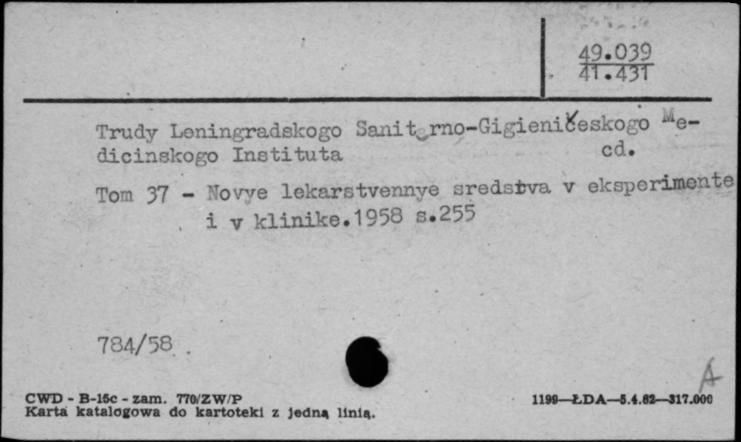 49.039
41.431
Trudy Leningradskogo Sanitarno-Gigieničeskogo Me-
dicinskogo Instituta cd.
Tom 37 - Novye lekarstvennye sredstva v eksperimente
i v klinike.1958 s.255
784/58
A
CWD - B-15c - zam. 770/ZW/P
Karta katalogowa do kartoteki z jedną linią.
1199—ŁDA—5.4.62—317.000